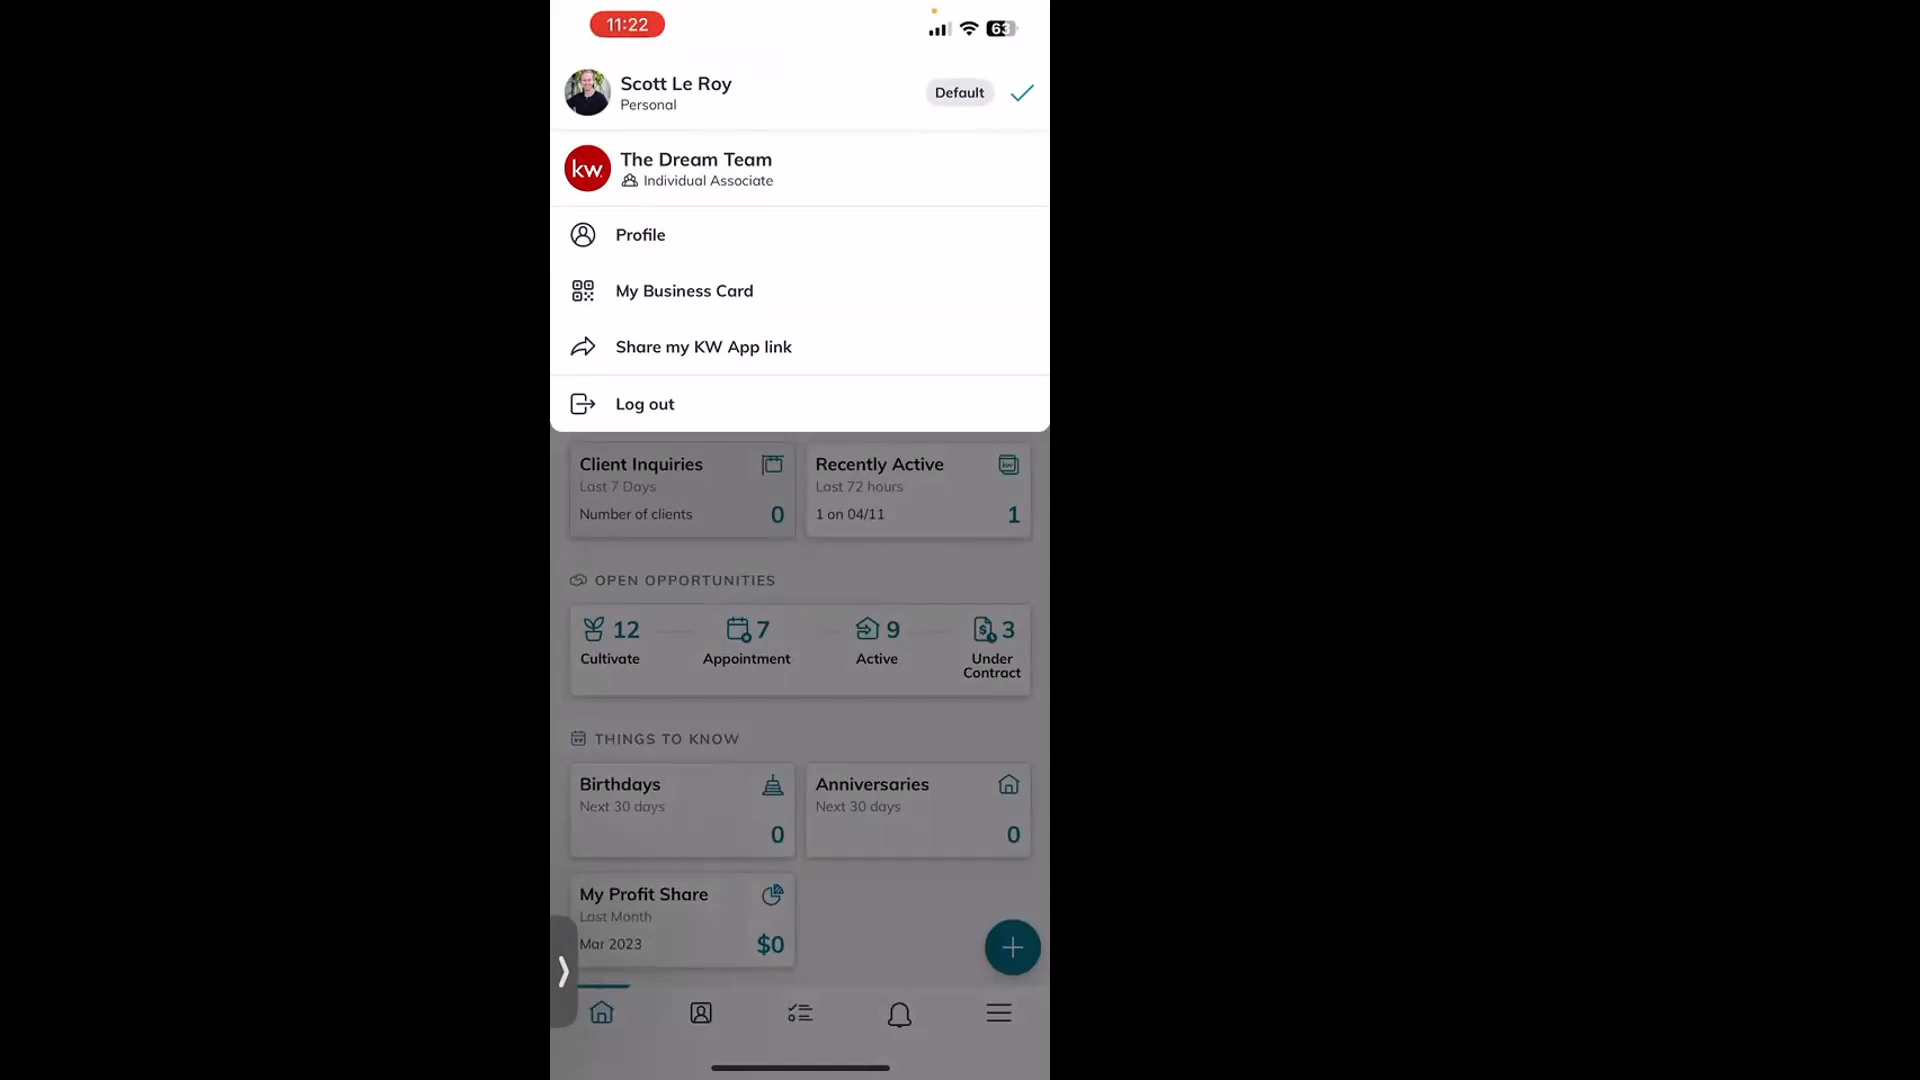 11:22
63
Scott Le Roy
Personal
Default
kw.
The Dream Team
Individual Associate
Profile
My Business Card
Share my KW App link
Log out
Client Inquiries
Last 7 Days
Number of clients
0
Recently Active
kw
Last 72 hours
1 on 04/11
1
OPEN OPPORTUNITIES
12
Cultivate
7
Appointment
9
Active
3
Under
Contract
THINGS TO KNOW
Birthdays
Next 30 days
0
Anniversaries
Next 30 days
0
My Profit Share
Last Month
Mar 2023
$0